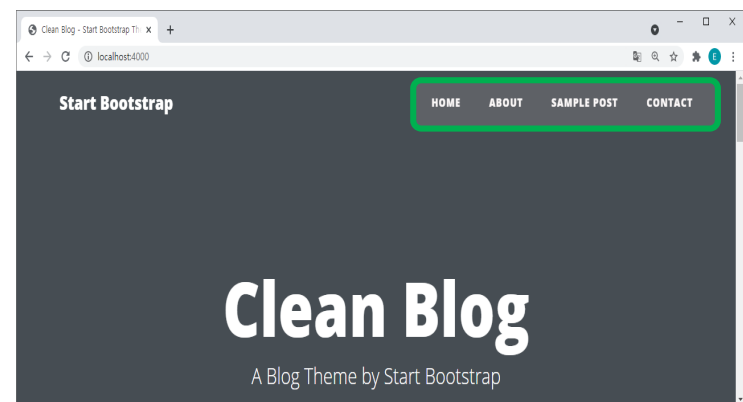 Clean Blog - Start Bootstrap Th
localhost:4000
E
Start Bootstrap
HOME ABOUT SAMPLE POST CONTACT
Clean Blog
A Blog Theme by Start Bootstrap